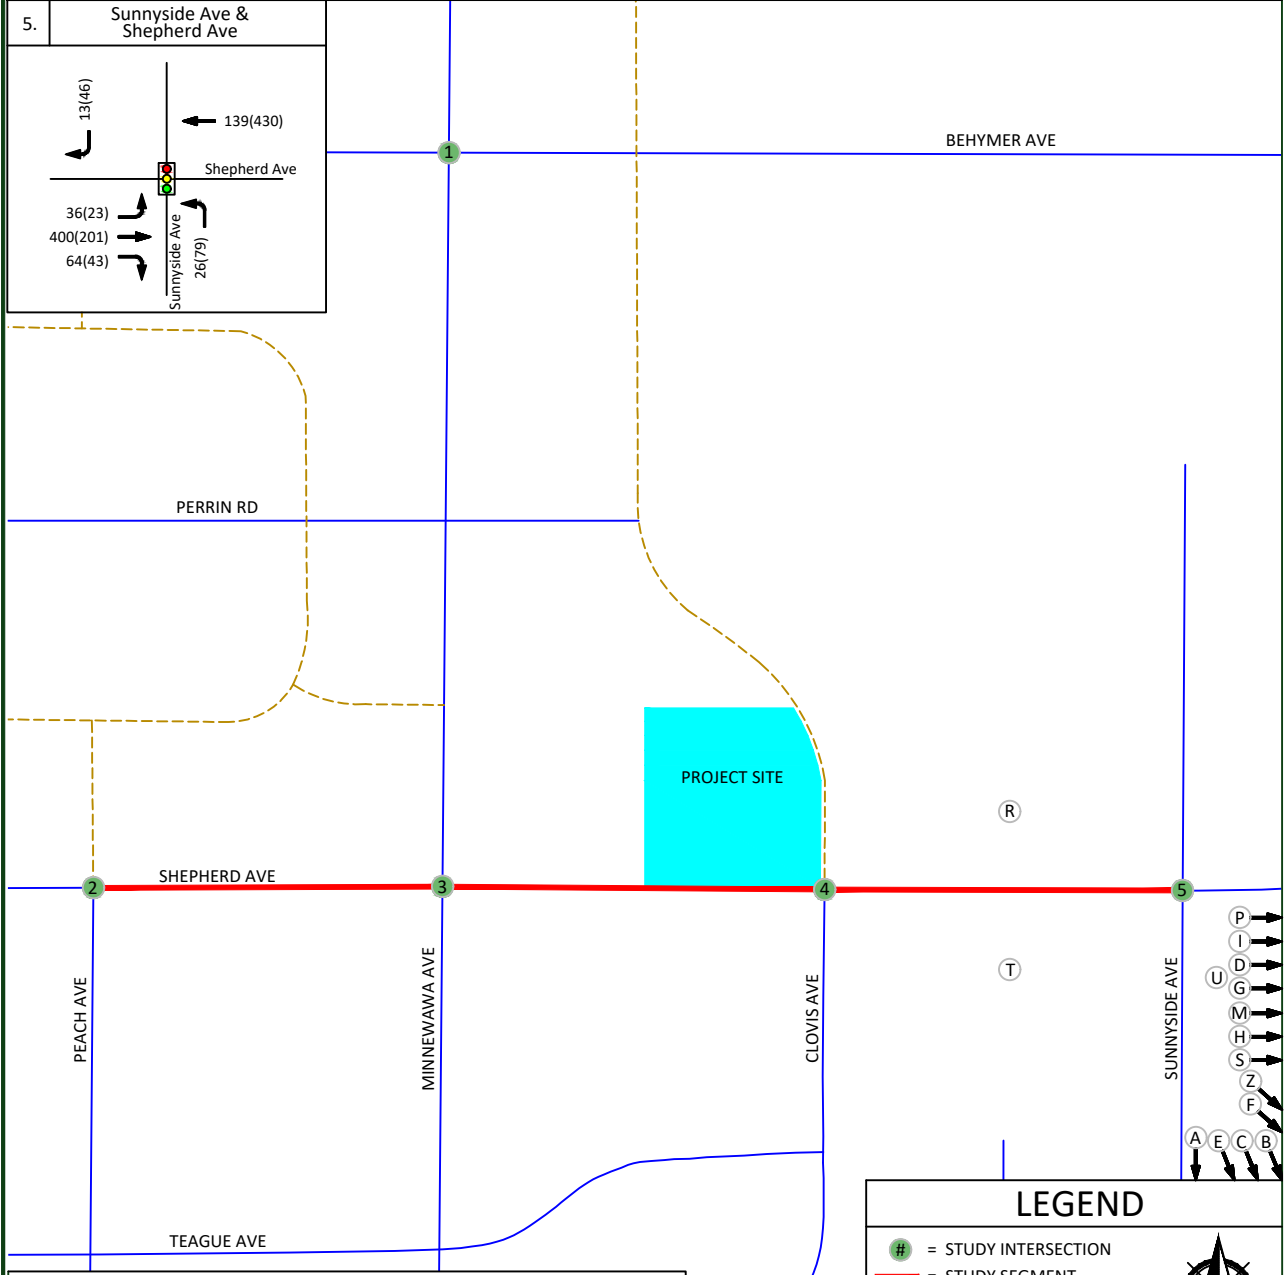 5.
Sunnyside Ave &
Shepherd Ave
13(46)
139(430)
Shepherd Ave
36(23)
400(201)
64(43)
Sunnyside Ave
26(79)
1
BEHYMER AVE
PERRIN RD
PROJECT SITE
R
SHEPHERD AVE
2
3
4
5
P
I
D
U
G
M
H
S
Z
F
A
E
C
B
T
PEACH AVE
MINNEWAWA AVE
CLOVIS AVE
SUNNYSIDE AVE
TEAGUE AVE
LEGEND
# = STUDY INTERSECTION
= STUDY SEGMENT